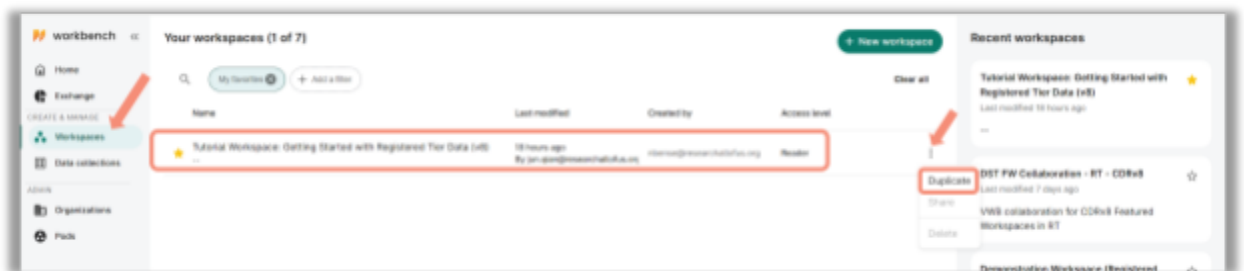 workbench
Home
Exchange
CREATE & MANAGE
Workspaces
Data collections
ADMIN
Organizations
Pods
Your workspaces (1 of 7)
+ New workspace
My favorites
+ Add a filter
Clear all
Name
Last modified
Created by
Access level
Tutorial Workspace: Getting Started with Registered Tier Data (v8)
...
18 hours ago
By
Reader
Duplicate
Share
Delete
Recent workspaces
Tutorial Workspace: Getting Started with
Registered Tier Data (v8)
Last modified 18 hours ago
...
DST FW Collaboration - RT - CDRv8
Last modified 7 days ago
VWB collaboration for CDRv8 Featured
Workspaces in RT
Demonstration Workspace (Registered